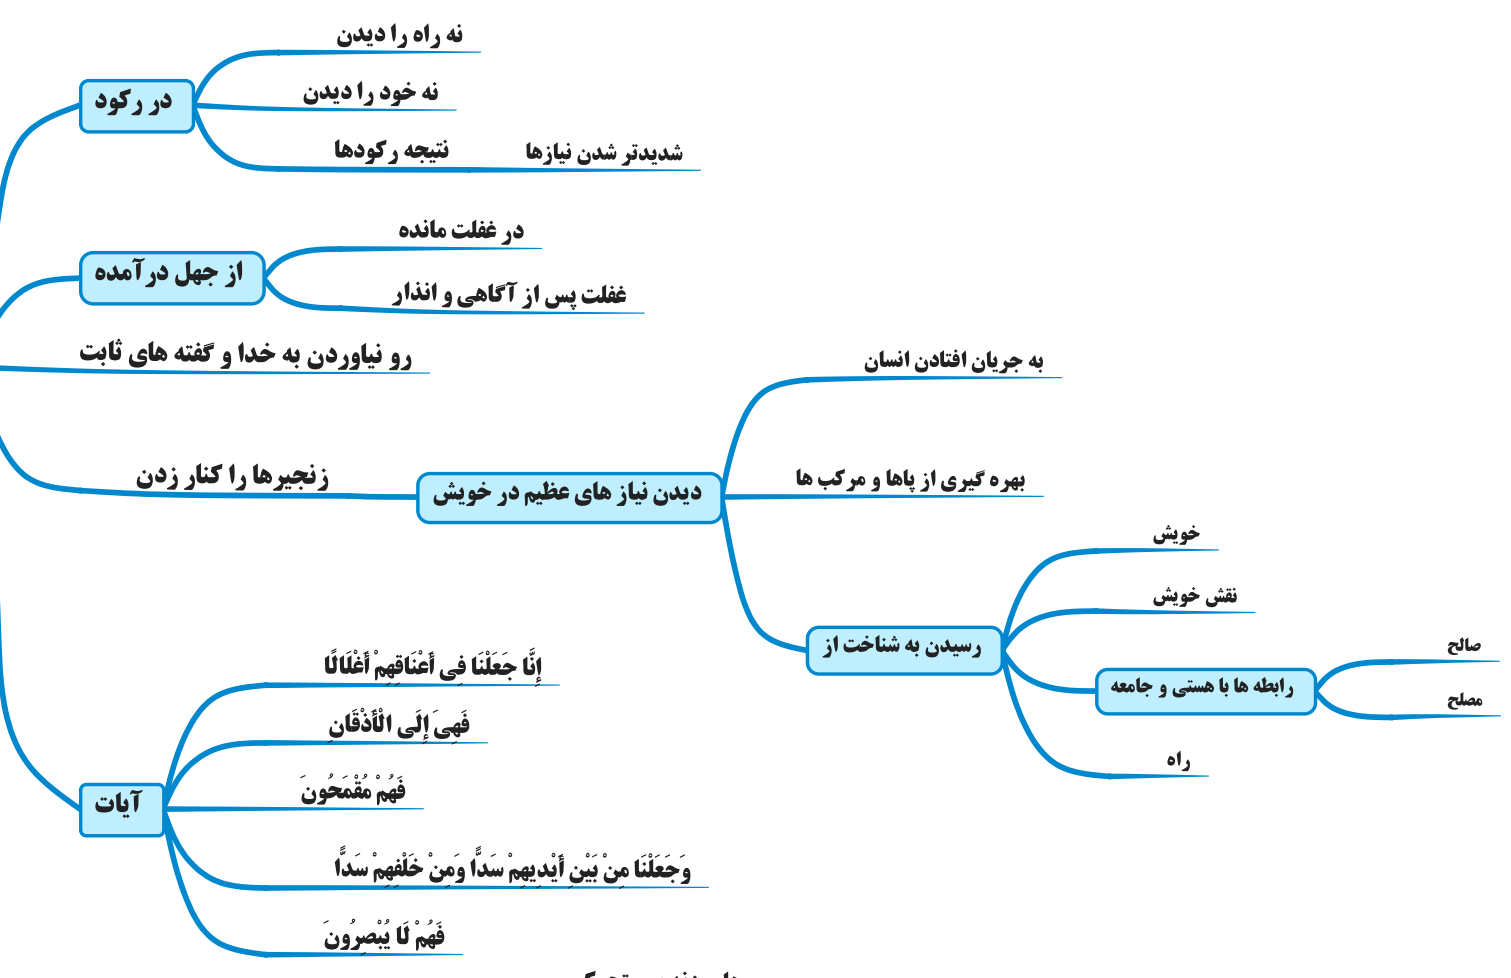 در رکود
نه راه را دیدن
نه خود را دیدن
نتیجه رکودها
شدیدتر شدن نیازها
از جهل درآمده
در غفلت مانده
غفلت پس از آگاهی و انذار
رو نیاوردن به خدا و گفته های ثابت
زنجیرها را کنار زدن
دیدن نیاز های عظیم در خویش
به جریان افتادن انسان
بهره گیری از پاها و مرکب ها
رسیدن به شناخت از
خویش
نقش خویش
رابطه ها با هستی و جامعه
صالح
مصلح
راه
آیات
إِنَّا جَعَلْنَا فِي أَعْنَاقِهِمْ أَغْلَالًا
فَهِيَ إِلَى الْأَذْقَانِ
فَهُمْ مُقْمَحُونَ
وَجَعَلْنَا مِنْ بَيْنِ أَيْدِيهِمْ سَدًّا وَمِنْ خَلْفِهِمْ سَدًّا
فَهُمْ لَا يُبْصِرُونَ